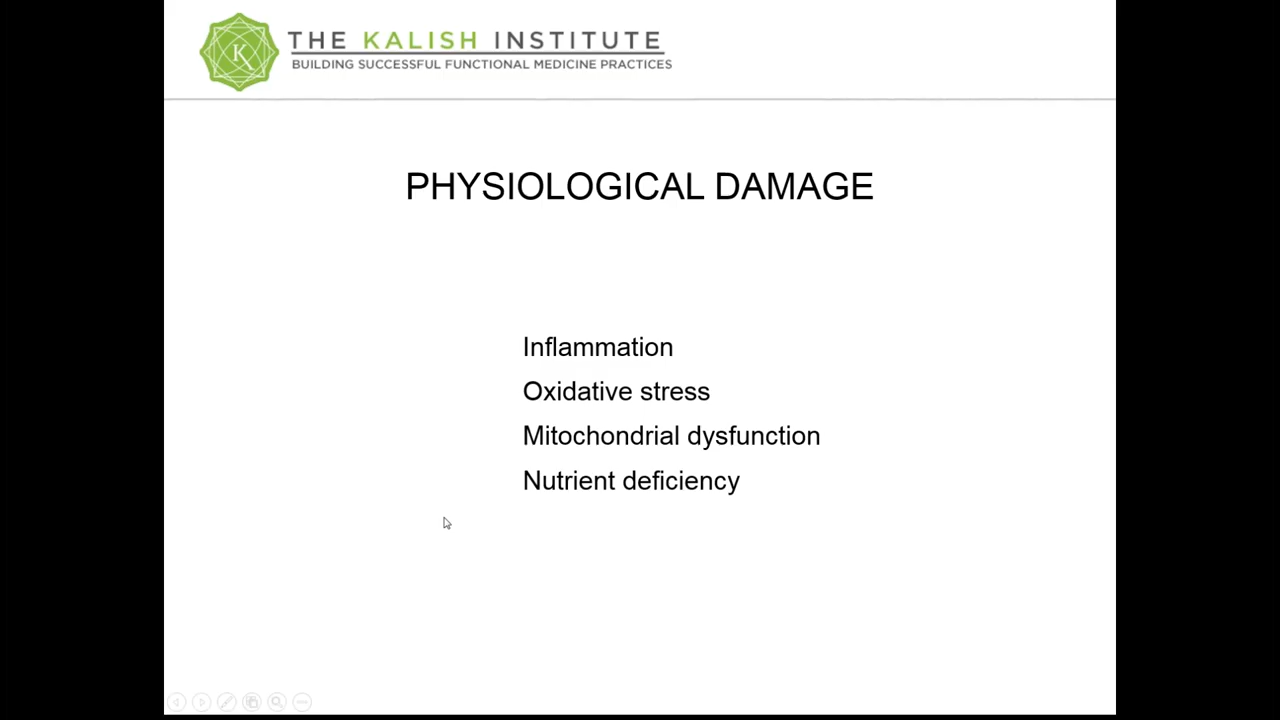 K
THE KALISH INSTITUTE
BUILDING SUCCESSFUL FUNCTIONAL MEDICINE PRACTICES
PHYSIOLOGICAL DAMAGE
Inflammation
Oxidative stress
Mitochondrial dysfunction
Nutrient deficiency